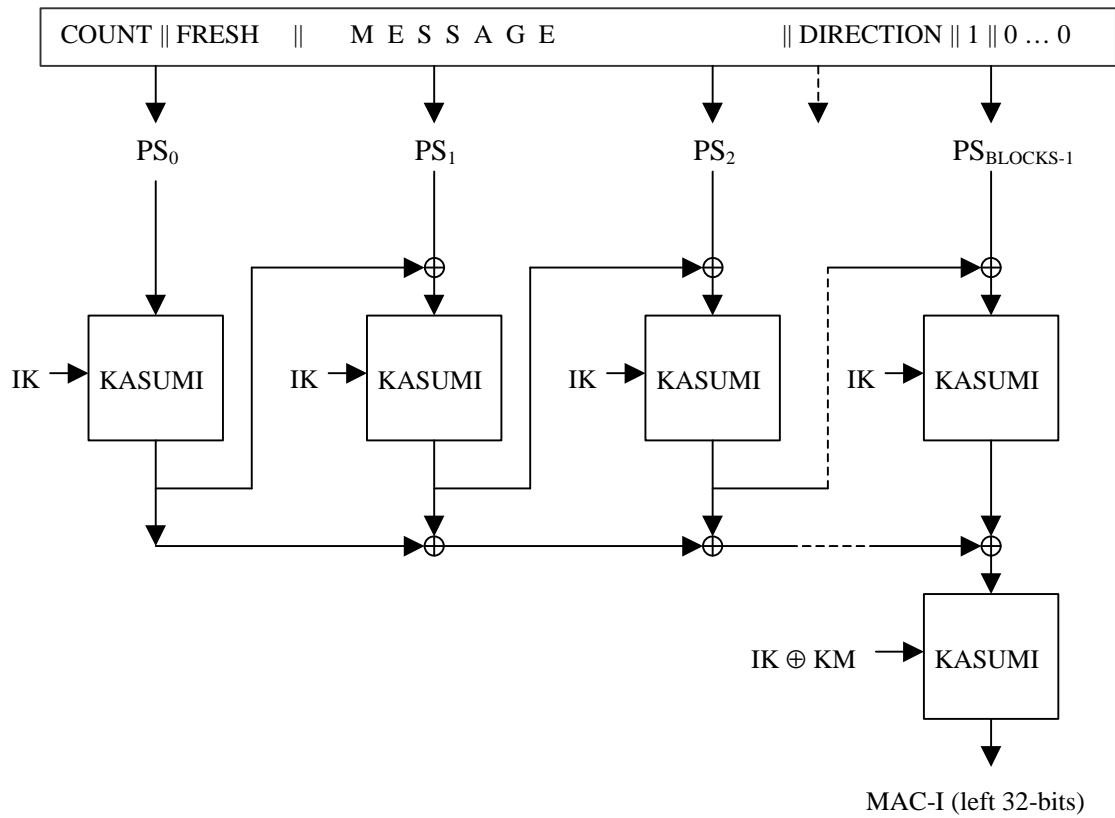 COUNT || FRESH || M E S S A G E || DIRECTION || 1 || 0 … 0
PS₀ PS₁ PS₂ PS_BLOCKS-1
IK KASUMI IK KASUMI IK KASUMI IK KASUMI
IK ⊕ KM KASUMI
MAC-I (left 32-bits)